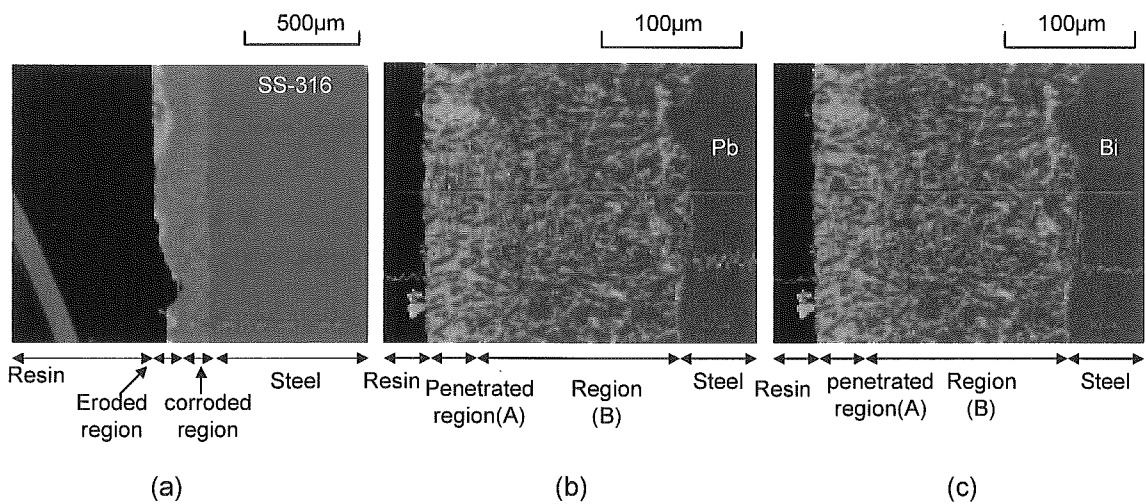 500μm
100μm
100μm
SS-316
Pb
Bi
Resin
Eroded
region
corroded
region
Steel
Resin
Penetrated
region(A)
Region
(B)
Steel
Resin
penetrated
region(A)
Region
(B)
Steel
(a)
(b)
(c)